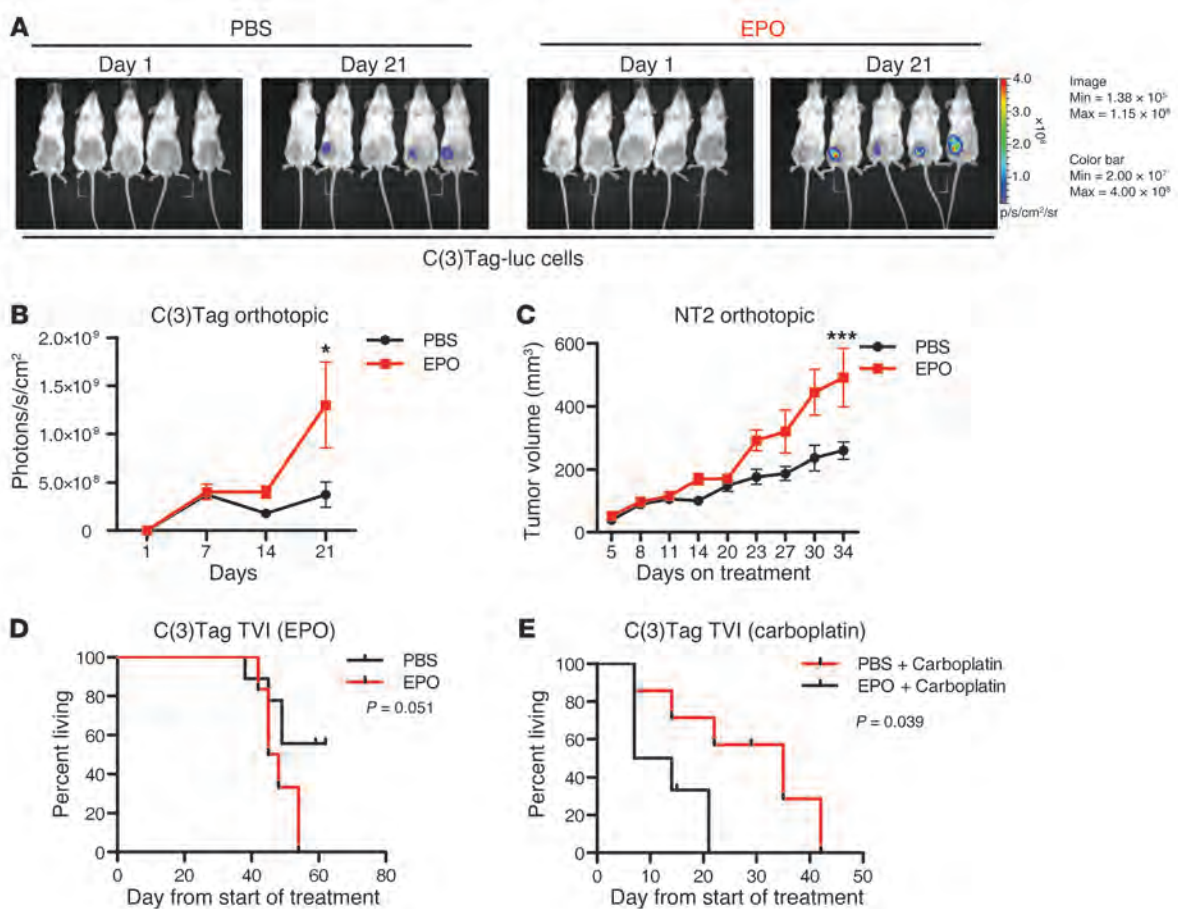 A
PBS
EPO
Day 1
Day 21
Day 1
Day 21
4.0
3.0
2.0
1.0
×10⁸
p/s/cm²/sr
Image
Min = 1.38 × 10⁵
Max = 1.15 × 10⁸
Color bar
Min = 2.00 × 10⁷
Max = 4.00 × 10⁸
C(3)Tag-luc cells
B
C(3)Tag orthotopic
PBS
EPO
*
Photons/s/cm²
2.0×10⁹
1.5×10⁹
1.0×10⁹
5.0×10⁸
0
1 7 14 21
Days
C
NT2 orthotopic
PBS
EPO
***
Tumor volume (mm³)
600
400
200
0
5 8 11 14 20 23 27 30 34
Days on treatment
D
C(3)Tag TVI (EPO)
PBS
EPO
P = 0.051
Percent living
100
80
60
40
20
0
0 20 40 60 80
Day from start of treatment
E
C(3)Tag TVI (carboplatin)
PBS + Carboplatin
EPO + Carboplatin
P = 0.039
Percent living
100
80
60
40
20
0
0 10 20 30 40 50
Day from start of treatment